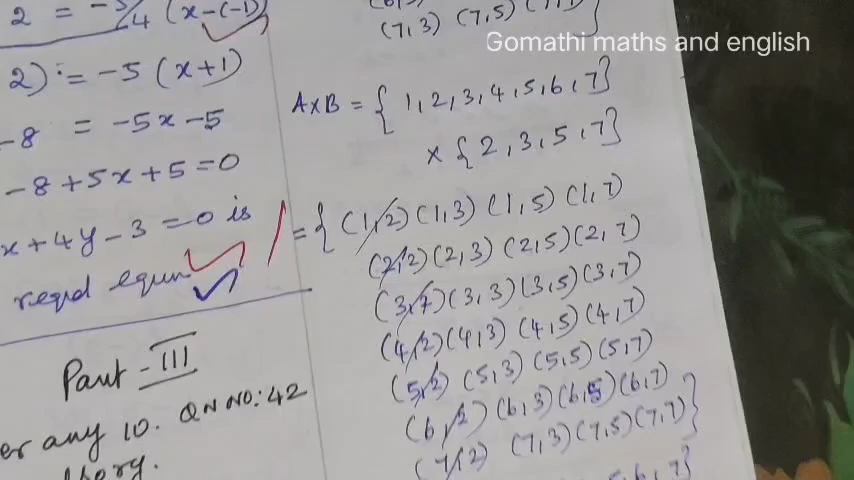 2 = -5/4 (x-(-1)
2) = -5 (x+1)
-8 = -5x-5
-8+5x+5=0
x+4y-3=0 is
reqd equn
Part - III
any 10. QN NO: 42
(7,3) (7,5)
Gomathi maths and english
A×B = { 1,2,3,4,5,6,7}
× {2,3,5,7}
= { (1,2)(1,3)(1,5)(1,7)
(2,2)(2,3)(2,5)(2,7)
(3,7)(3,3)(3,5)(3,7)
(4,2)(4,3)(4,5)(4,7)
(5,2)(5,3)(5,5)(5,7)
(6,2)(6,3)(6,5)(6,7)
(7,2)(7,3)(7,5)(7,7)}